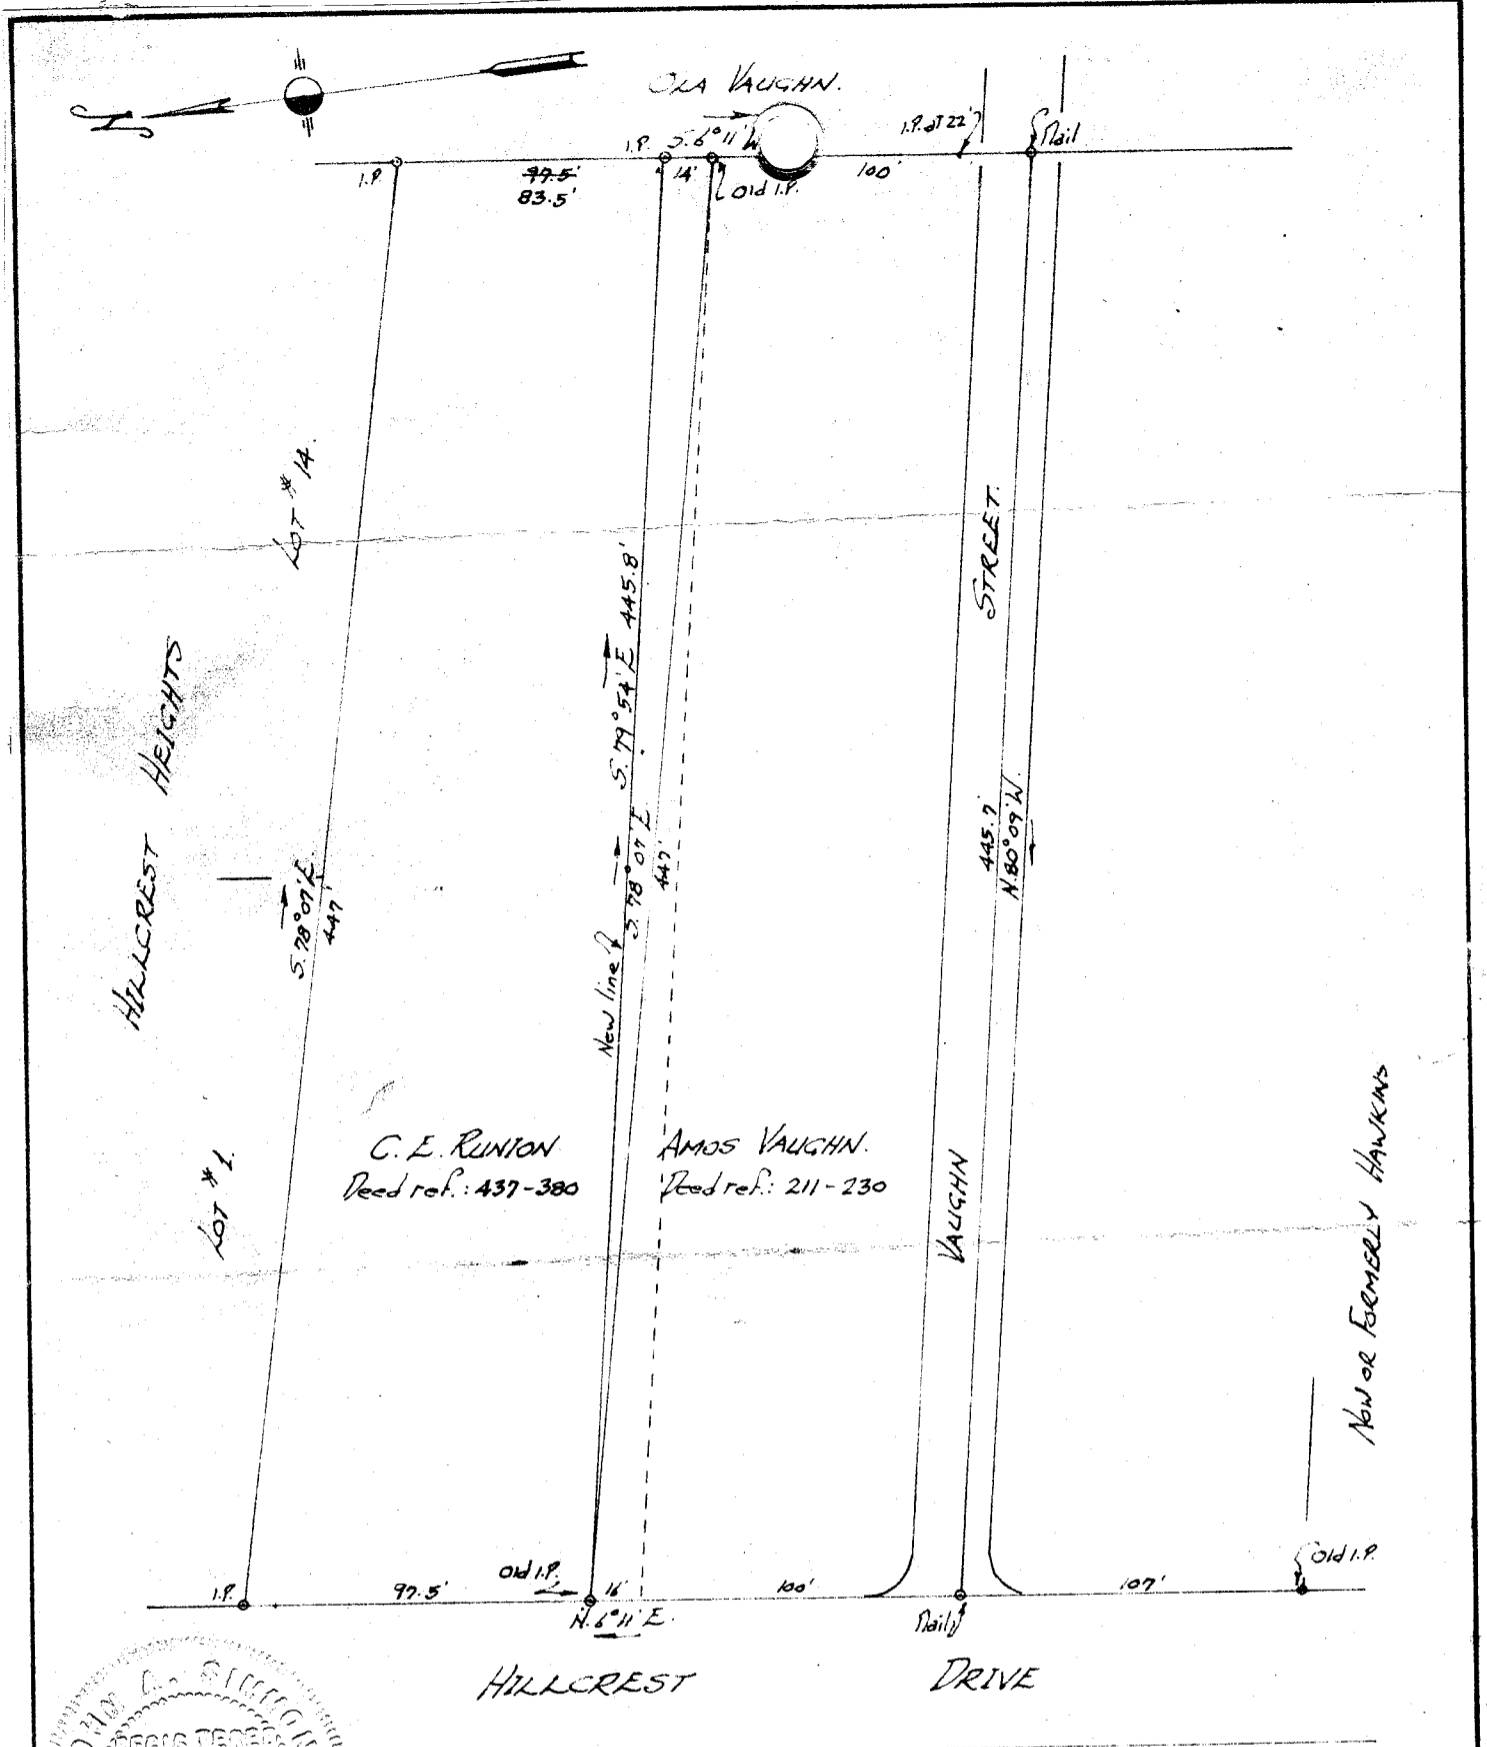 OLA VAUGHN.
I.P.
S.6°11'W
I.P. at 22'
Nail
I.P.
97.5'
83.5'
14'
Old I.P.
100'
LOT #14.
HILLCREST HEIGHTS
LOT #1.
S.78°07'E.
447'
New line
S.79°54'E 445.8'
S.78°07'E.
447'
STREET.
VAUGHN
445.7'
N.80°09'W.
C.E. RUNION
Deed ref.: 437-380
AMOS VAUGHN.
Deed ref.: 211-230
NOW OR FORMERLY HAWKINS
I.P.
97.5'
Old I.P.
16'
N.6°11'E.
100'
Nail
107'
Old I.P.
HILLCREST DRIVE
JOHN A. SIMMONS
REGISTERED